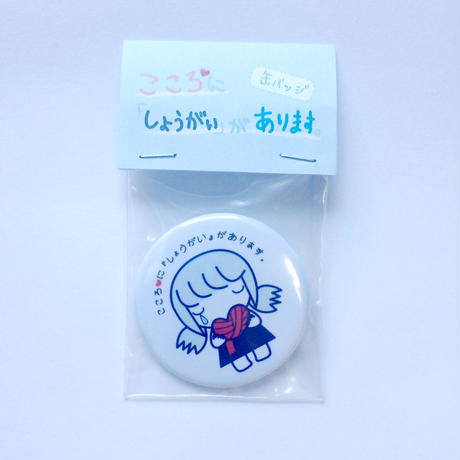 こころ♥に
缶バッジ
「しょうがい」が あります。
こころ♥に『しょうがい』があります。